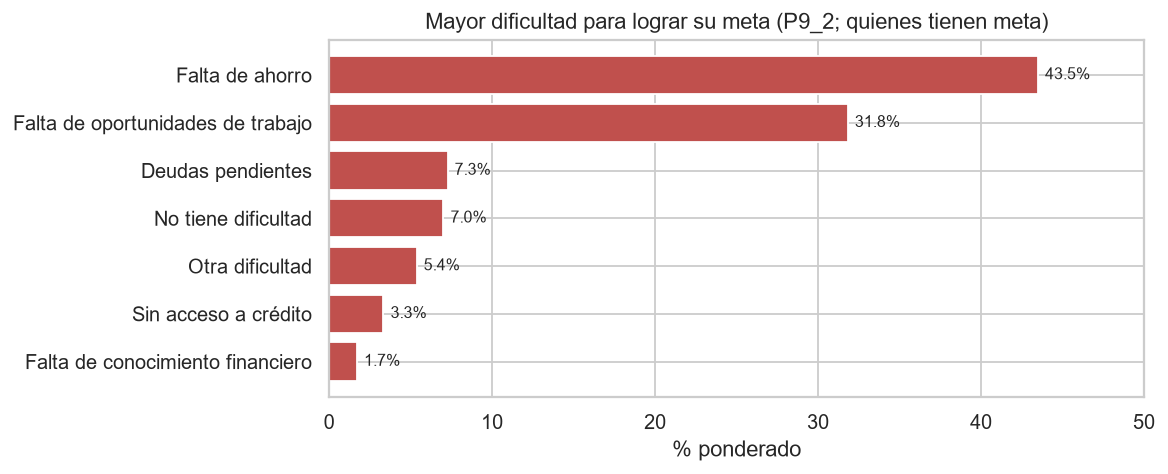 Mayor dificultad para lograr su meta (P9_2; quienes tienen meta)
Falta de ahorro 43.5%
Falta de oportunidades de trabajo 31.8%
Deudas pendientes 7.3%
No tiene dificultad 7.0%
Otra dificultad 5.4%
Sin acceso a crédito 3.3%
Falta de conocimiento financiero 1.7%
0 10 20 30 40 50
% ponderado